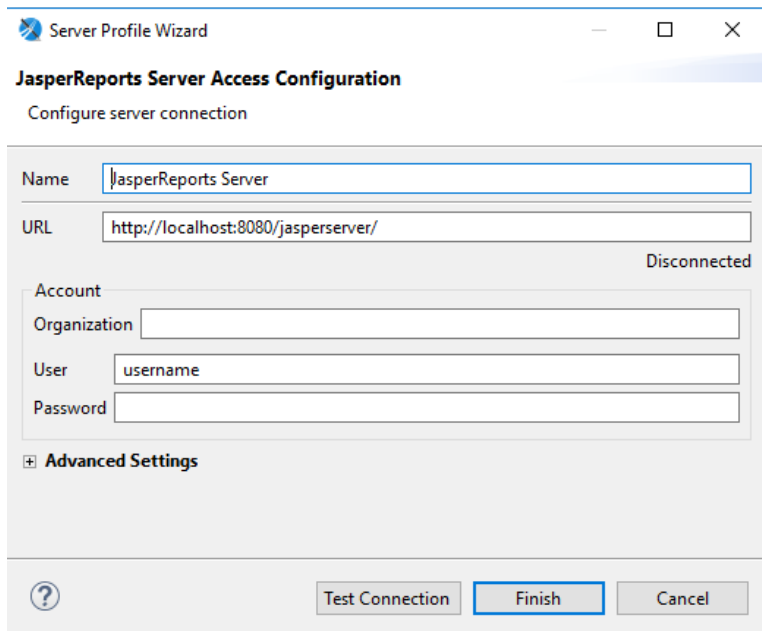 Server Profile Wizard
JasperReports Server Access Configuration
Configure server connection
Name JasperReports Server
URL http://localhost:8080/jasperserver/
Disconnected
Account
Organization
User username
Password
Advanced Settings
? Test Connection Finish Cancel